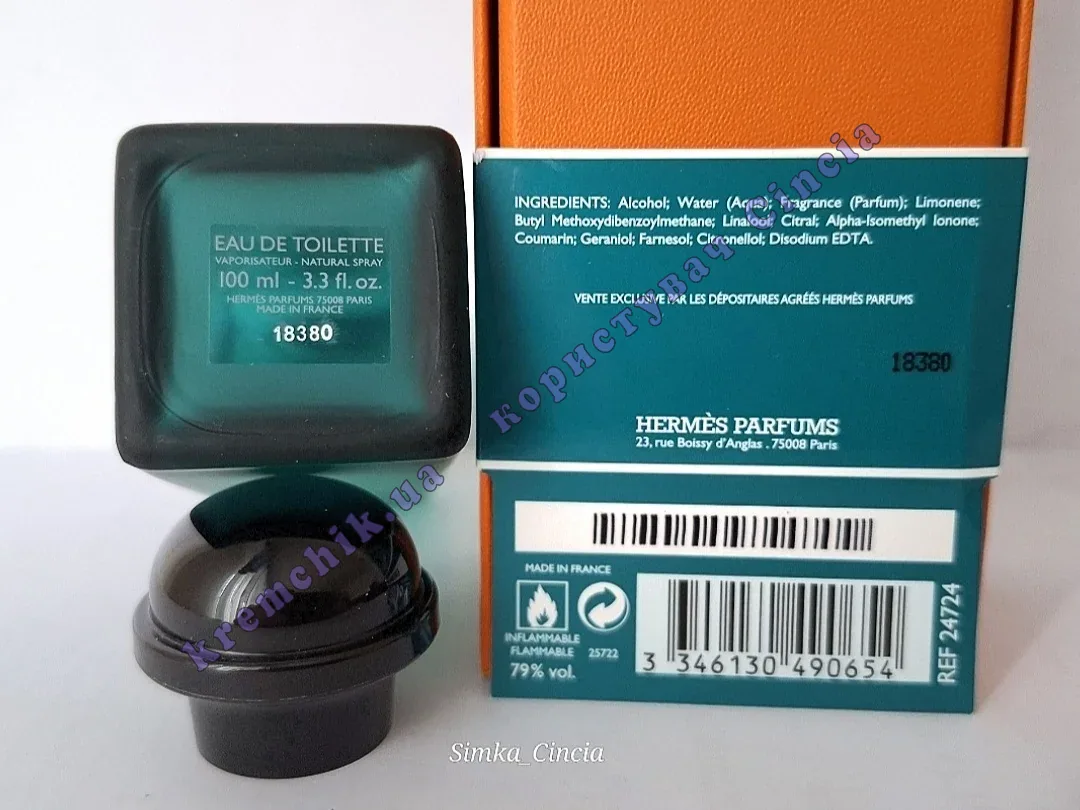 EAU DE TOILETTE
VAPORISATEUR - NATURAL SPRAY
100 ml - 3.3 fl. oz.
HERMÈS PARFUMS 75008 PARIS
MADE IN FRANCE
18380
INGREDIENTS: Alcohol; Water (Aqua); Fragrance (Parfum); Limonene;
Butyl Methoxydibenzoylmethane; Linalool; Citral; Alpha-Isomethyl Ionone;
Coumarin; Geraniol; Farnesol; Citronellol; Disodium EDTA.
VENTE EXCLUSIVE PAR LES DÉPOSITAIRES AGRÉÉS HERMÈS PARFUMS
18380
HERMÈS PARFUMS
23, rue Boissy d'Anglas . 75008 Paris
MADE IN FRANCE
INFLAMMABLE
FLAMMABLE
79% vol.
25722
3 346130 490654
REF 24724
kremchik.ua користувач Cincia
Simka_Cincia